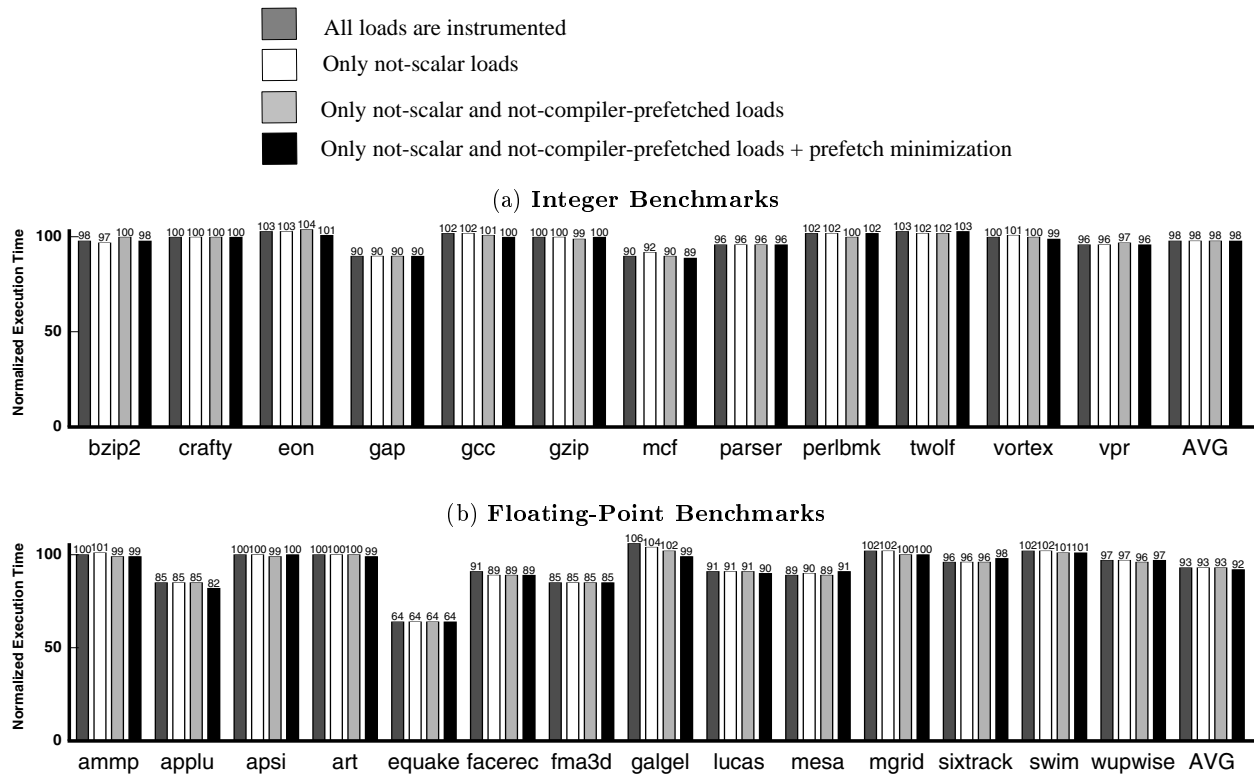 All loads are instrumented
Only not-scalar loads
Only not-scalar and not-compiler-prefetched loads
Only not-scalar and not-compiler-prefetched loads + prefetch minimization
(a) Integer Benchmarks
Normalized Execution Time
100
50
0
98 97 100 98 100 100 100 100 103 103 104 101 90 90 90 90 102 102 101 100 100 100 99 100 90 92 90 89 96 96 96 96 102 102 100 102 103 102 102 103 100 101 100 99 96 96 97 96 98 98 98 98
bzip2 crafty eon gap gcc gzip mcf parser perlbmk twolf vortex vpr AVG
(b) Floating-Point Benchmarks
Normalized Execution Time
100
50
0
100 101 99 99 85 85 85 82 100 100 99 100 100 100 100 99 64 64 64 64 91 89 89 89 85 85 85 85 106 104 102 99 91 91 91 90 89 90 89 91 102 102 100 100 96 96 96 98 102 102 101 101 97 97 96 97 93 93 93 92
ammp applu apsi art equake facerec fma3d galgel lucas mesa mgrid sixtrack swim wupwise AVG